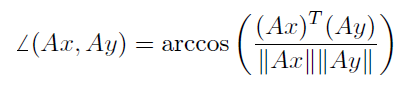 ∠(Ax, Ay) = arccos ( (Ax)^T (Ay) / ‖Ax‖‖Ay‖ )